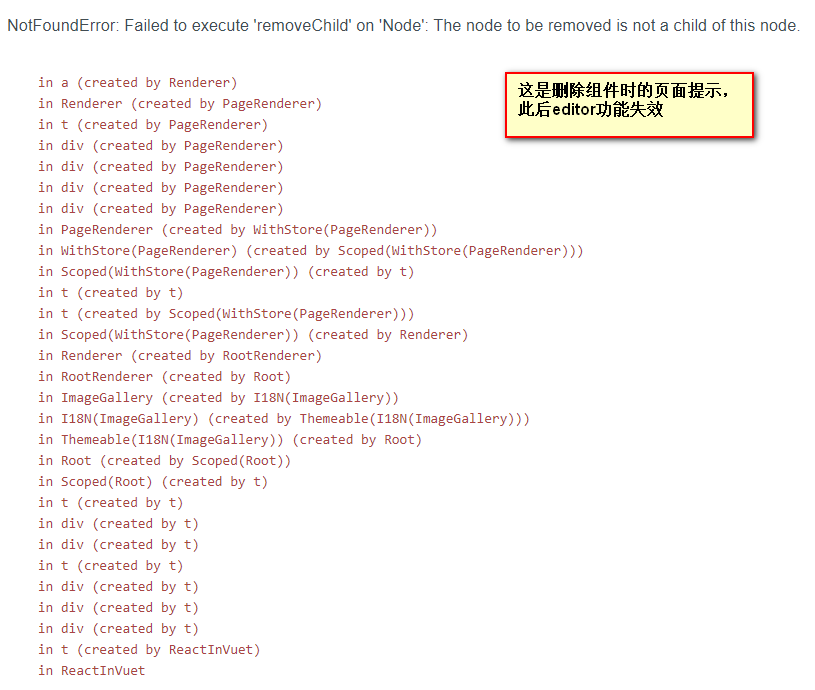 NotFoundError: Failed to execute 'removeChild' on 'Node': The node to be removed is not a child of this node.
这是删除组件时的页面提示，
此后editor功能失效
in a (created by Renderer)
in Renderer (created by PageRenderer)
in t (created by PageRenderer)
in div (created by PageRenderer)
in div (created by PageRenderer)
in div (created by PageRenderer)
in div (created by PageRenderer)
in PageRenderer (created by WithStore(PageRenderer))
in WithStore(PageRenderer) (created by Scoped(WithStore(PageRenderer)))
in Scoped(WithStore(PageRenderer)) (created by t)
in t (created by t)
in t (created by Scoped(WithStore(PageRenderer)))
in Scoped(WithStore(PageRenderer)) (created by Renderer)
in Renderer (created by RootRenderer)
in RootRenderer (created by Root)
in ImageGallery (created by I18N(ImageGallery))
in I18N(ImageGallery) (created by Themeable(I18N(ImageGallery)))
in Themeable(I18N(ImageGallery)) (created by Root)
in Root (created by Scoped(Root))
in Scoped(Root) (created by t)
in t (created by t)
in div (created by t)
in div (created by t)
in t (created by t)
in div (created by t)
in div (created by t)
in div (created by t)
in t (created by ReactInVuet)
in ReactInVuet